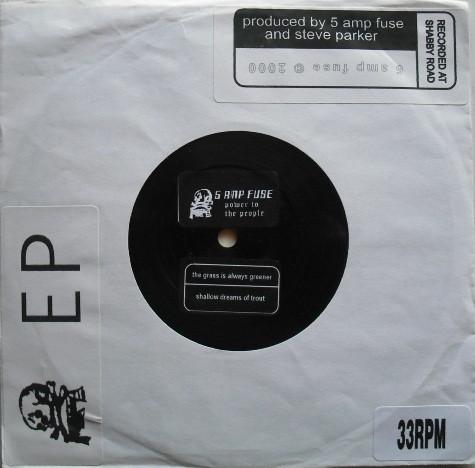 produced by 5 amp fuse
and steve parker
5 amp fuse @ 2000
RECORDED AT
SHABBY ROAD
5 AMP FUSE
power to
the people
the grass is always greener
shallow dreams of trout
EP
33RPM